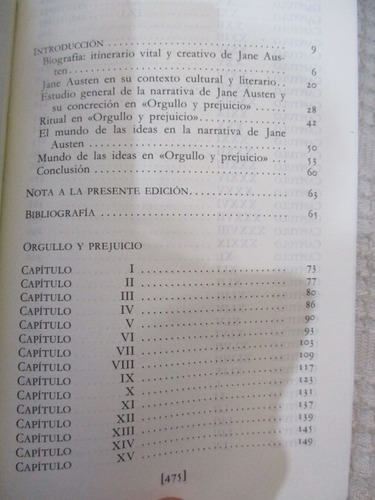 INTRODUCCIÓN ........ 9
Biografía: itinerario vital y creativo de Jane Aus-
ten ........ 6
Jane Austen en su contexto cultural y literario.... 20
Estudio general de la narrativa de Jane Austen y
su concreción en «Orgullo y prejuicio» ........ 28
Ritual en «Orgullo y prejuicio» ........ 42
El mundo de las ideas en la narrativa de Jane
Austen ........ 50
Mundo de las ideas en «Orgullo y prejuicio» .... 53
Conclusión ........ 60
NOTA A LA PRESENTE EDICIÓN ........ 63
BIBLIOGRAFÍA ........ 65
ORGULLO Y PREJUICIO
CAPÍTULO I ........ 73
CAPÍTULO II ........ 77
CAPÍTULO III ........ 80
CAPÍTULO IV ........ 86
CAPÍTULO V ........ 90
CAPÍTULO VI ........ 93
CAPÍTULO VII ........ 103
CAPÍTULO VIII ........ 109
CAPÍTULO IX ........ 117
CAPÍTULO X ........ 123
CAPÍTULO XI ........ 131
CAPÍTULO XII ........ 137
CAPÍTULO XIII ........ 139
CAPÍTULO XIV ........ 145
CAPÍTULO XV ........ 149
[475]